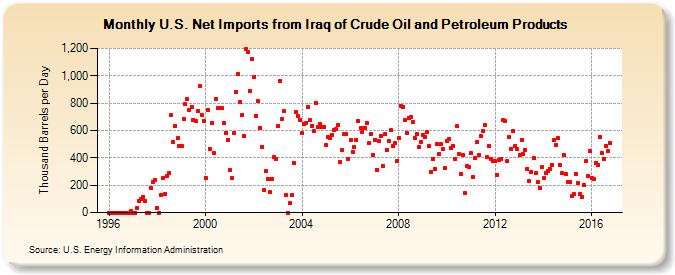 Monthly U.S. Net Imports from Iraq of Crude Oil and Petroleum Products
Thousand Barrels per Day
1,200
1,000
800
600
400
200
0
1996 2000 2004 2008 2012 2016
Source: U.S. Energy Information Administration